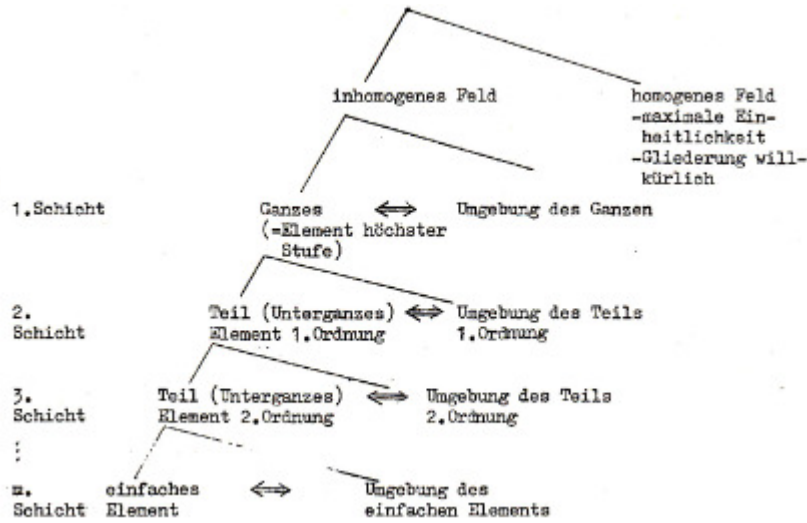 inhomogenes Feld
homogenes Feld
-maximale Ein-
heitlichkeit
-Gliederung will-
kürlich
1.Schicht
Ganzes ⟺ Umgebung des Ganzen
(=Element höchster
Stufe)
2.
Schicht
Teil (Unterganzes) ⟺ Umgebung des Teils
Element 1.Ordnung 1.Ordnung
3.
Schicht
Teil (Unterganzes) ⟺ Umgebung des Teils
Element 2.Ordnung 2.Ordnung
m.
Schicht
einfaches ⟺ Umgebung des
Element einfachen Elements